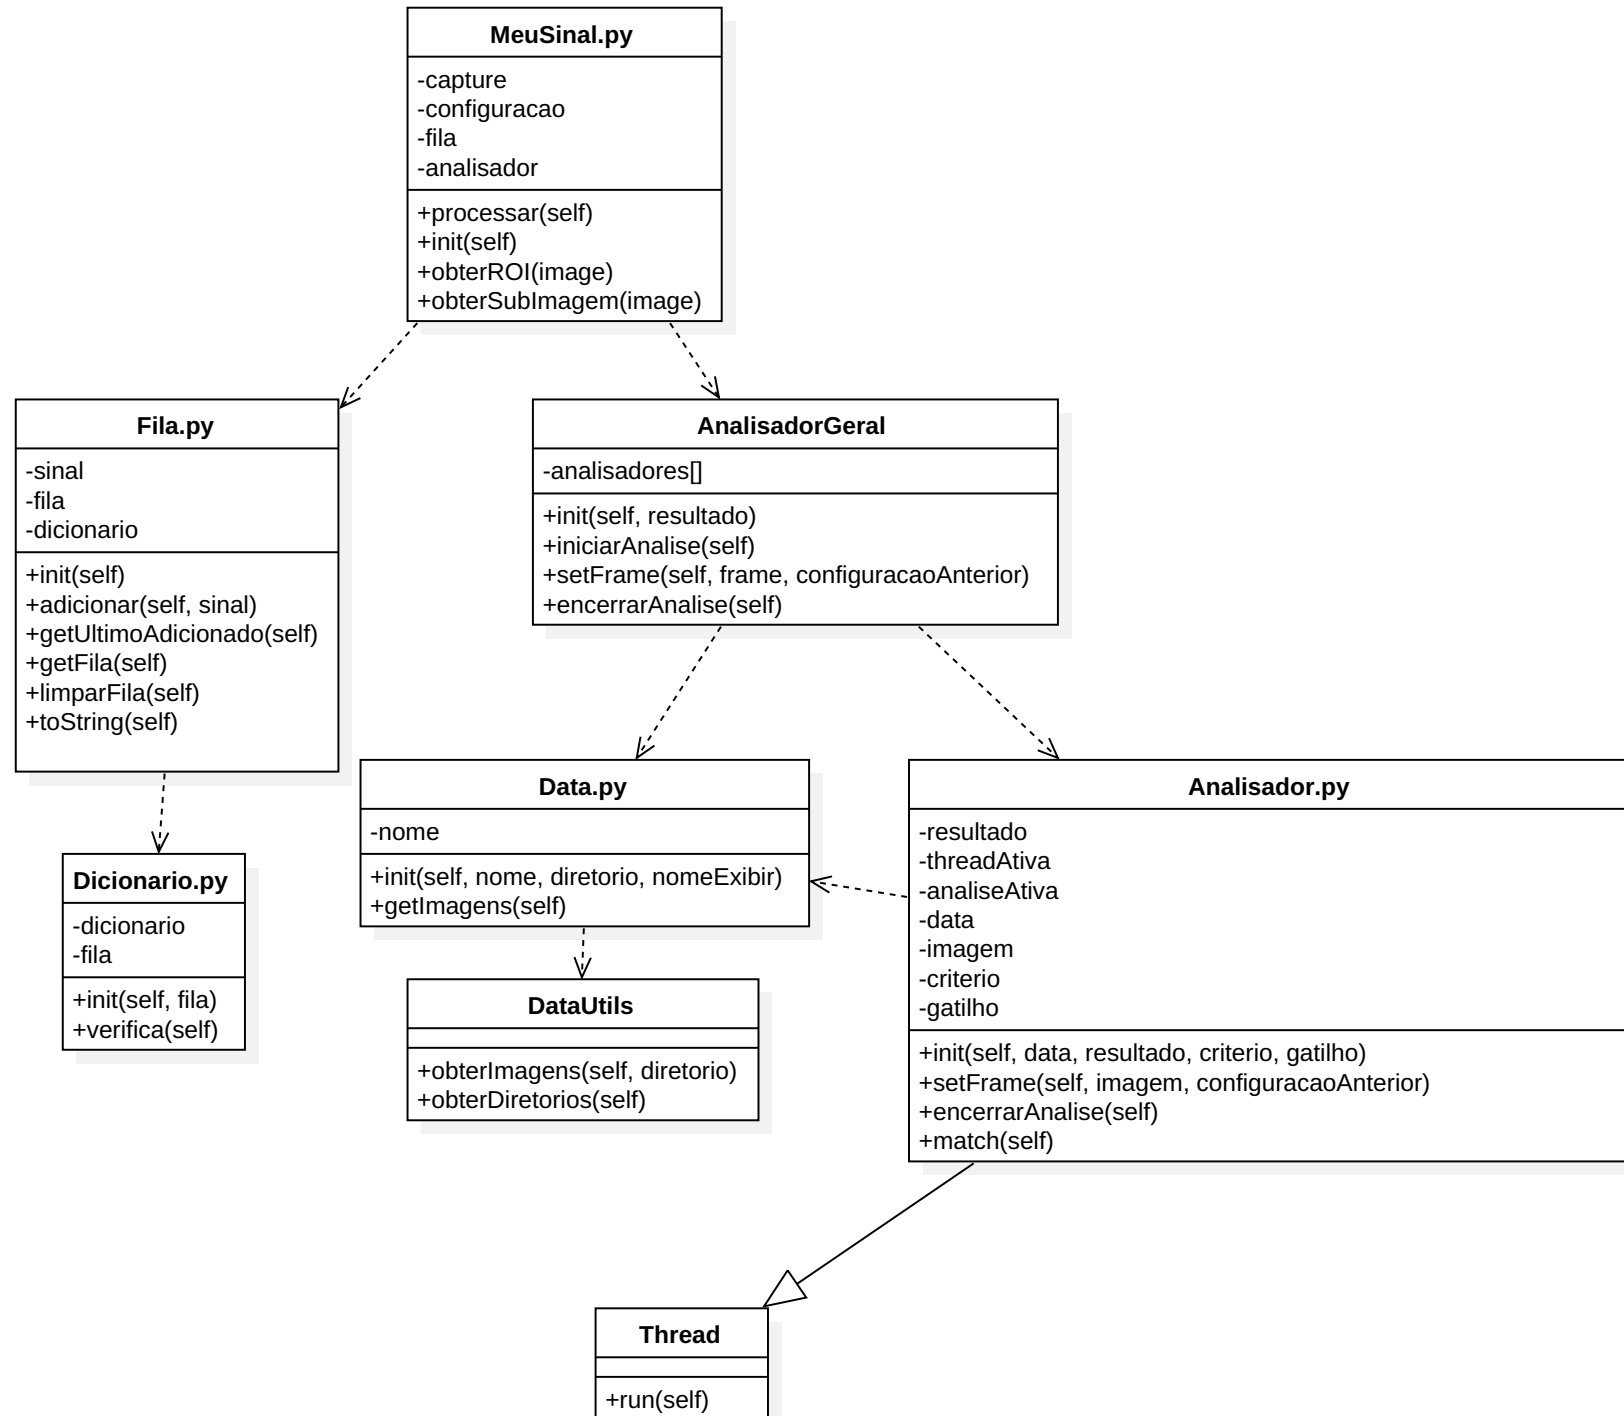 MeuSinal.py
-capture
-configuracao
-fila
-analisador
+processar(self)
+init(self)
+obterROI(image)
+obterSubImagem(image)
Fila.py
-sinal
-fila
-dicionario
+init(self)
+adicionar(self, sinal)
+getUltimoAdicionado(self)
+getFila(self)
+limparFila(self)
+toString(self)
AnalisadorGeral
-analisadores[]
+init(self, resultado)
+iniciarAnalise(self)
+setFrame(self, frame, configuracaoAnterior)
+encerrarAnalise(self)
Dicionario.py
-dicionario
-fila
+init(self, fila)
+verifica(self)
Data.py
-nome
+init(self, nome, diretorio, nomeExibir)
+getImagens(self)
DataUtils
+obterImagens(self, diretorio)
+obterDiretorios(self)
Analisador.py
-resultado
-threadAtiva
-analiseAtiva
-data
-imagem
-criterio
-gatilho
+init(self, data, resultado, criterio, gatilho)
+setFrame(self, imagem, configuracaoAnterior)
+encerrarAnalise(self)
+match(self)
Thread
+run(self)